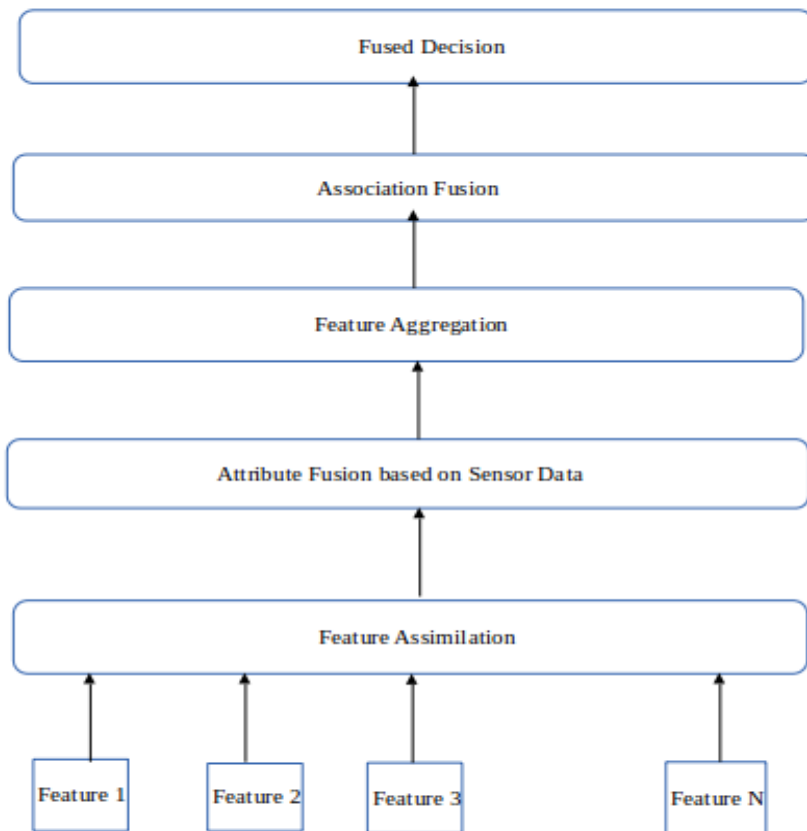 Fused Decision
Association Fusion
Feature Aggregation
Attribute Fusion based on Sensor Data
Feature Assimilation
Feature 1
Feature 2
Feature 3
Feature N